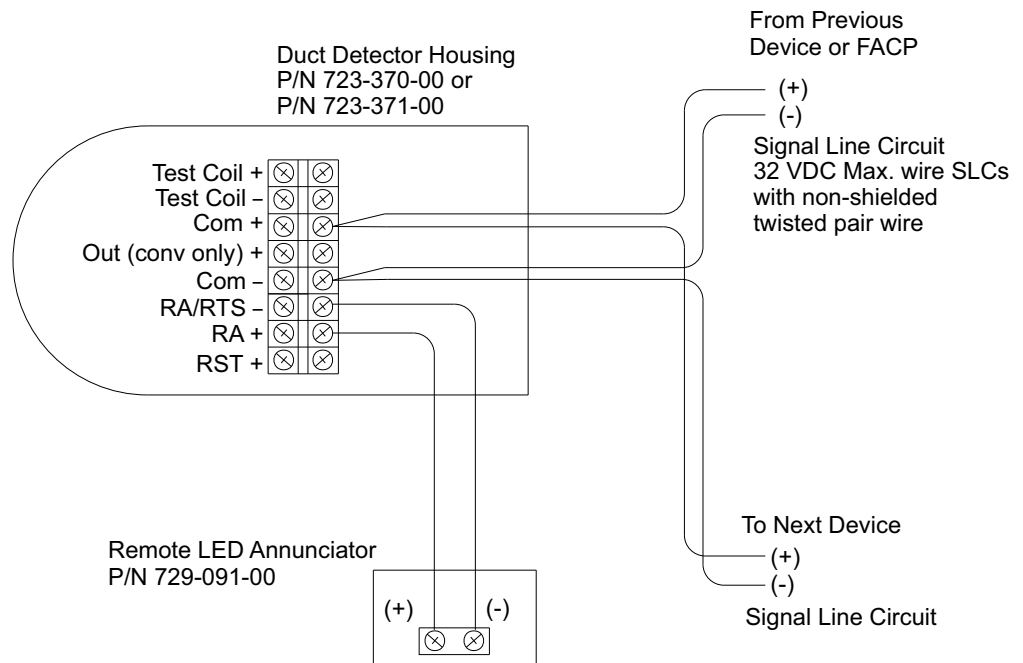 From Previous
Device or FACP
(+)
(-)
Signal Line Circuit
32 VDC Max. wire SLCs
with non-shielded
twisted pair wire
Duct Detector Housing
P/N 723-370-00 or
P/N 723-371-00
Test Coil +
Test Coil –
Com +
Out (conv only) +
Com –
RA/RTS –
RA +
RST +
To Next Device
(+)
(-)
Signal Line Circuit
Remote LED Annunciator
P/N 729-091-00
(+) (-)